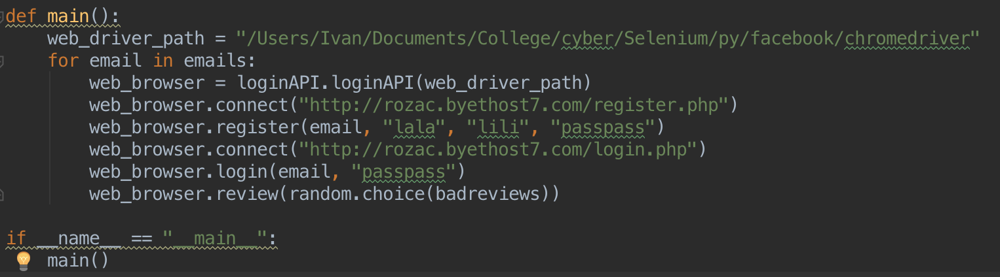 def main():
    web_driver_path = "/Users/Ivan/Documents/College/cyber/Selenium/py/facebook/chromedriver"
    for email in emails:
        web_browser = loginAPI.loginAPI(web_driver_path)
        web_browser.connect("http://rozac.byethost7.com/register.php")
        web_browser.register(email, "lala", "lili", "passpass")
        web_browser.connect("http://rozac.byethost7.com/login.php")
        web_browser.login(email, "passpass")
        web_browser.review(random.choice(badreviews))
if __name__ == "__main__":
    main()